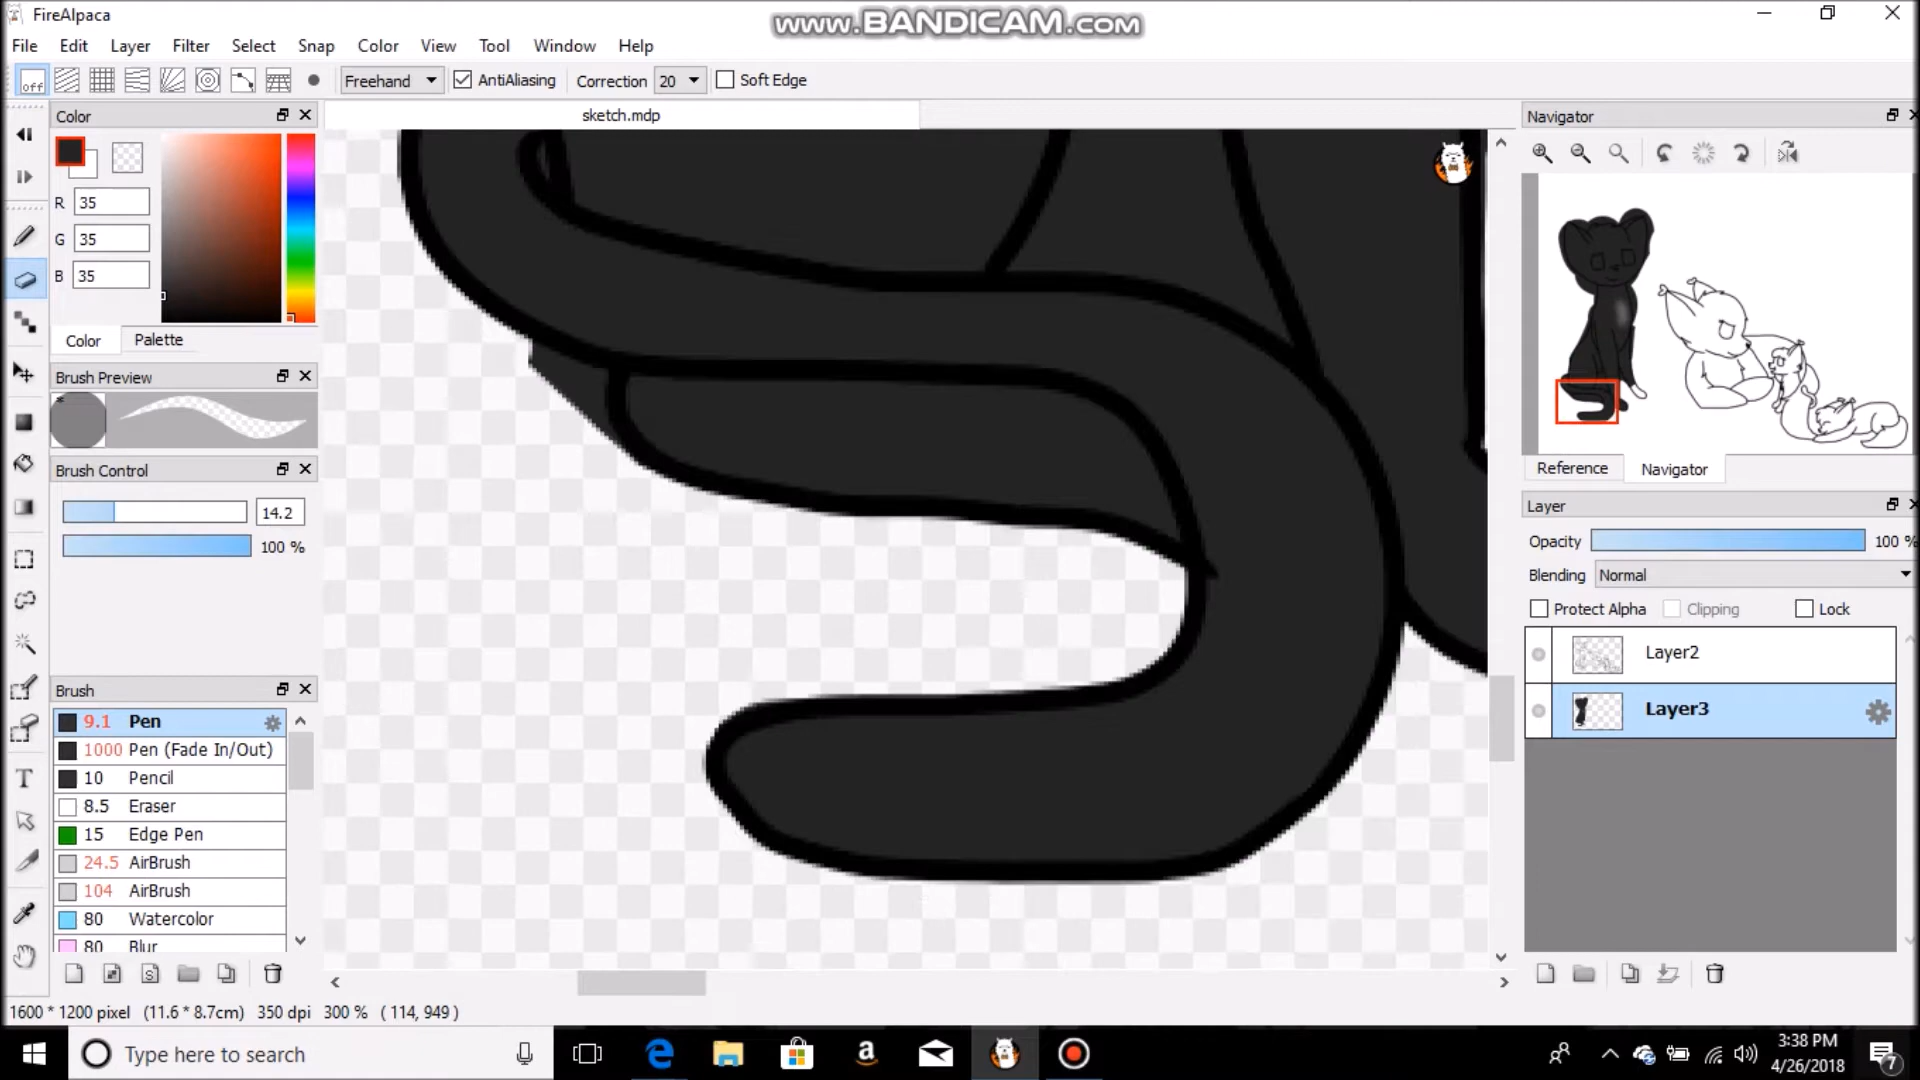 FireAlpaca
www.BANDICAM.com
File Edit Layer Filter Select Snap Color View Tool Window Help
off Freehand AntiAliasing Correction 20 Soft Edge
Color
sketch.mdp
Navigator
R 35
G 35
B 35
Color Palette
Brush Preview
Brush Control
14.2
100 %
Reference Navigator
Layer
Opacity 100 %
Blending Normal
Protect Alpha Clipping Lock
Layer2
Layer3
Brush
9.1 Pen
1000 Pen (Fade In/Out)
10 Pencil
8.5 Eraser
15 Edge Pen
24.5 AirBrush
104 AirBrush
80 Watercolor
80 Blur
1600 * 1200 pixel (11.6 * 8.7cm) 350 dpi 300 % ( 114, 949 )
Type here to search
3:38 PM
4/26/2018
7